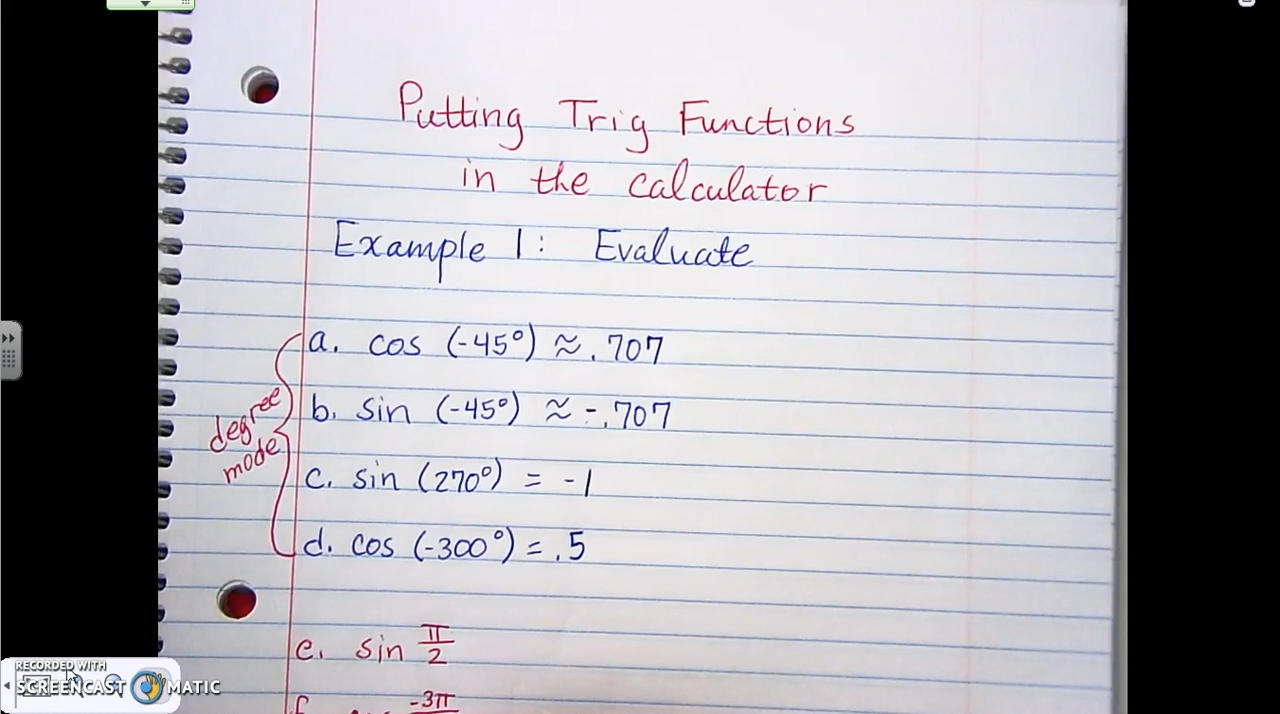 Putting Trig Functions
in the calculator
Example 1: Evaluate
a. cos (-45°) ≈ .707
b. sin (-45°) ≈ -.707
degree
mode
c. sin (270°) = -1
d. cos (-300°) = .5
e. sin π/2
f. -3π
RECORDED WITH
SCREENCAST MATIC